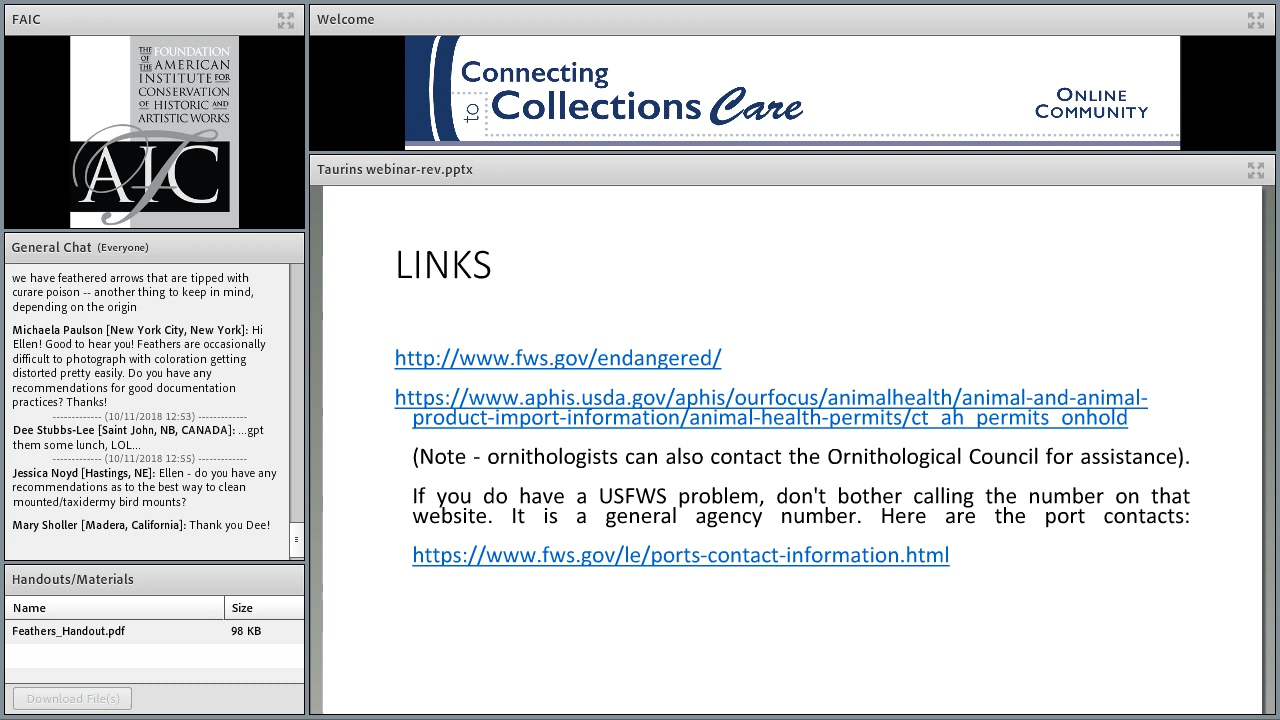 FAIC
THE FOUNDATION
OF THE AMERICAN
INSTITUTE FOR
CONSERVATION
OF HISTORIC AND
ARTISTIC WORKS
AIC
General Chat (Everyone)
we have feathered arrows that are tipped with
curare poison -- another thing to keep in mind,
depending on the origin
Michaela Paulson [New York City, New York]: Hi
Ellen! Good to hear you! Feathers are occasionally
difficult to photograph with coloration getting
distorted pretty easily. Do you have any
recommendations for good documentation
practices? Thanks!
------------- (10/11/2018 12:53) -------------
Dee Stubbs-Lee [Saint John, NB, CANADA]: ...gpt
them some lunch, LOL...
------------- (10/11/2018 12:55) -------------
Jessica Noyd [Hastings, NE]: Ellen - do you have any
recommendations as to the best way to clean
mounted/taxidermy bird mounts?
Mary Sholler [Madera, California]: Thank you Dee!
Handouts/Materials
Name Size
Feathers_Handout.pdf 98 KB
Download File(s)
Welcome
Connecting
to Collections Care
ONLINE
COMMUNITY
Taurins webinar-rev.pptx
LINKS
http://www.fws.gov/endangered/
https://www.aphis.usda.gov/aphis/ourfocus/animalhealth/animal-and-animal-
product-import-information/animal-health-permits/ct_ah_permits_onhold
(Note - ornithologists can also contact the Ornithological Council for assistance).
If you do have a USFWS problem, don't bother calling the number on that
website. It is a general agency number. Here are the port contacts:
https://www.fws.gov/le/ports-contact-information.html